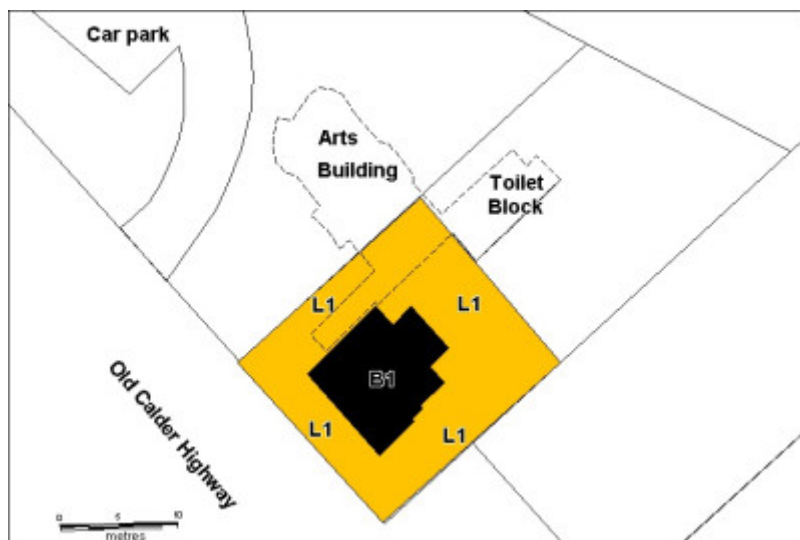 Car park
Arts
Building
Toilet
Block
L1
L1
B1
L1
L1
Old Calder Highway
0 5 10
metres